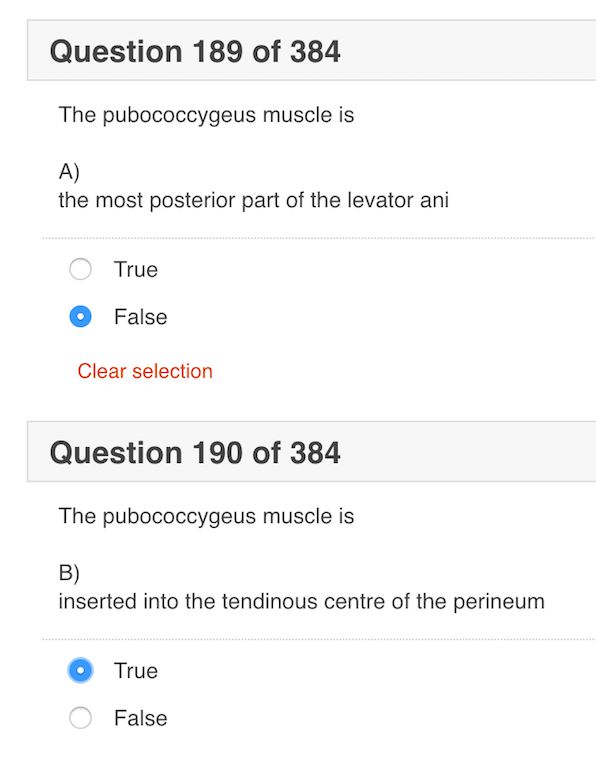 Question 189 of 384
The pubococcygeus muscle is
A)
the most posterior part of the levator ani
True
False
Clear selection
Question 190 of 384
The pubococcygeus muscle is
B)
inserted into the tendinous centre of the perineum
True
False